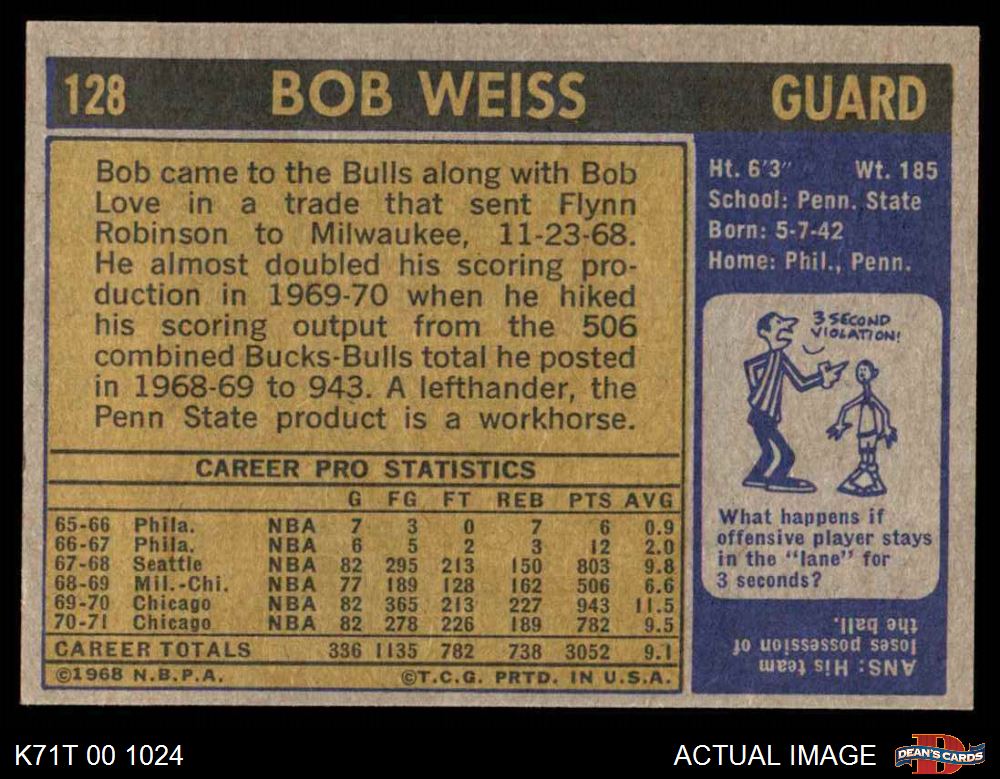 128 BOB WEISS GUARD
Bob came to the Bulls along with Bob
Love in a trade that sent Flynn
Robinson to Milwaukee, 11-23-68.
He almost doubled his scoring pro-
duction in 1969-70 when he hiked
his scoring output from the 506
combined Bucks-Bulls total he posted
in 1968-69 to 943. A lefthander, the
Penn State product is a workhorse.
CAREER PRO STATISTICS
G FG FT REB PTS AVG
65-66 Phila. NBA 7 3 0 7 6 0.9
66-67 Phila. NBA 6 5 2 3 12 2.0
67-68 Seattle NBA 82 295 213 150 803 9.8
68-69 Mil.-Chi. NBA 77 189 128 162 506 6.6
69-70 Chicago NBA 82 365 213 227 943 11.5
70-71 Chicago NBA 82 278 226 189 782 9.5
CAREER TOTALS 336 1135 782 738 3052 9.1
©1968 N.B.P.A. ©T.C.G. PRTD. IN U.S.A.
Ht. 6'3" Wt. 185
School: Penn. State
Born: 5-7-42
Home: Phil., Penn.
3 SECOND
VIOLATION!
What happens if
offensive player stays
in the "lane" for
3 seconds?
ANS: His team
loses possession of
the ball.
K71T 00 1024 ACTUAL IMAGE DEAN'S CARDS